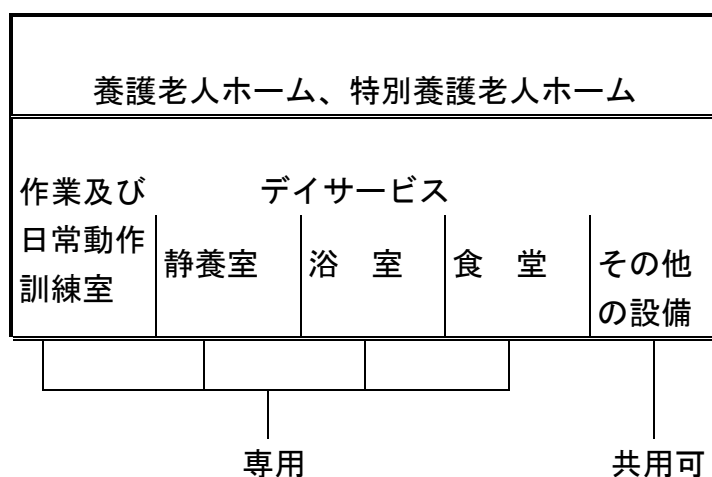 養護老人ホーム、特別養護老人ホーム
デイサービス
作業及び
日常動作
訓練室
静養室
浴　室
食　堂
その他
の設備
専用
共用可